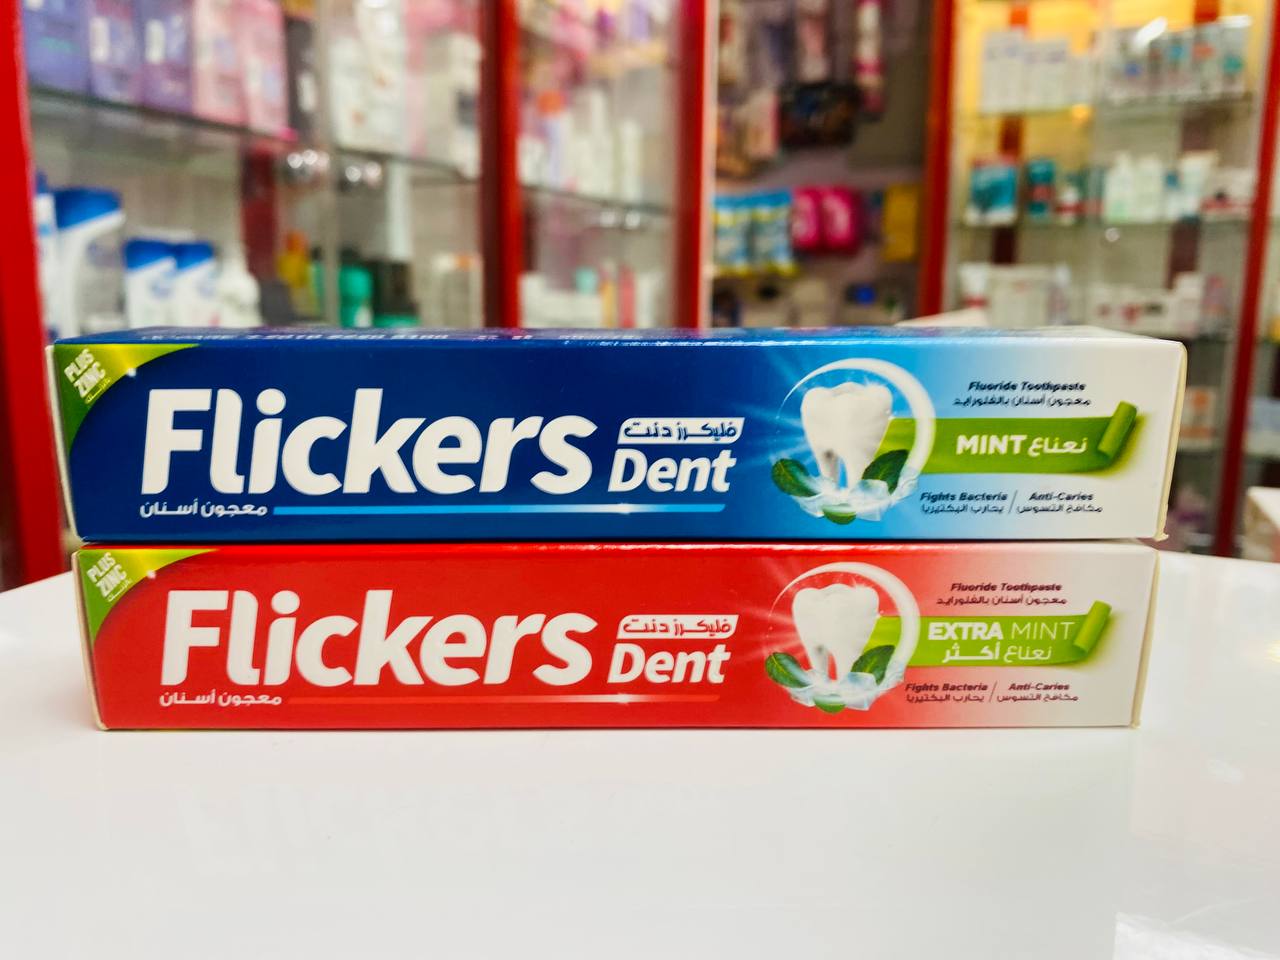 PLUS
ZINC
Flickers
فليكرز دنت
Dent
معجون أسنان
Fluoride Toothpaste
معجون أسنان بالفلورايد
MINT نعناع
Fights Bacteria | Anti-Caries
يحارب البكتيريا | مكافح التسوس
PLUS
ZINC
Flickers
فليكرز دنت
Dent
معجون أسنان
Fluoride Toothpaste
معجون أسنان بالفلورايد
EXTRA MINT
نعناع أكثر
Fights Bacteria | Anti-Caries
يحارب البكتيريا | مكافح التسوس